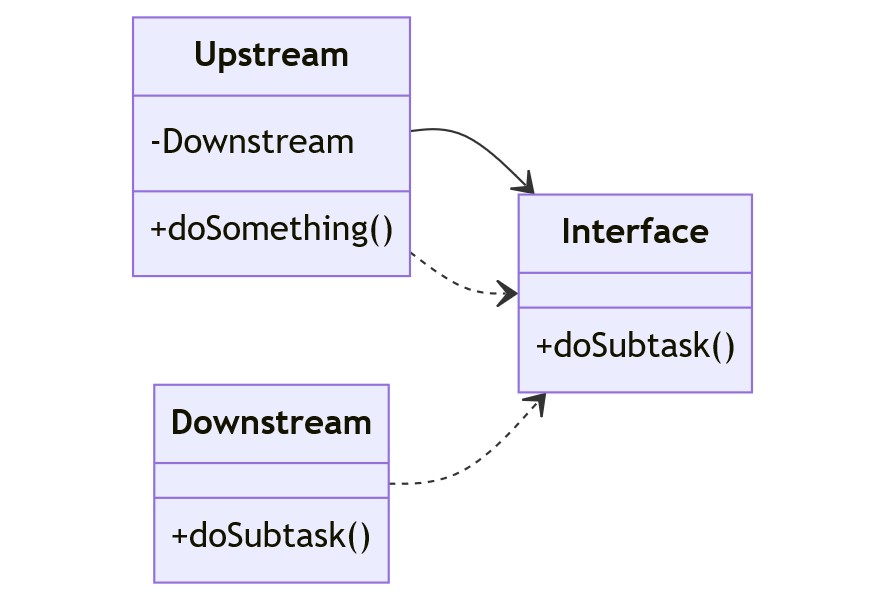 Upstream
-Downstream
+doSomething()
Interface
+doSubtask()
Downstream
+doSubtask()